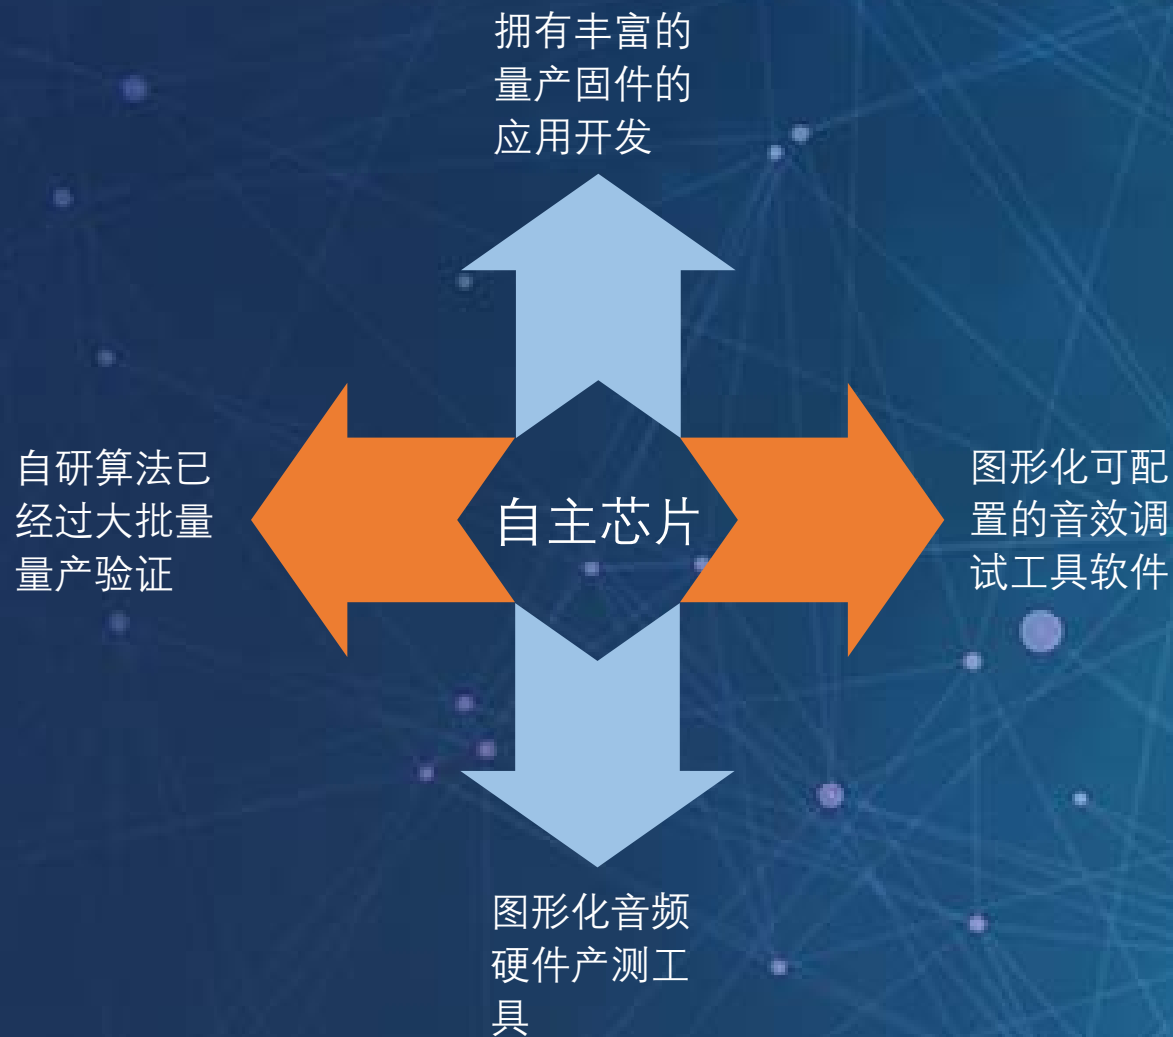 拥有丰富的
量产固件的
应用开发
自研算法已
经过大批量
量产验证
自主芯片
图形化可配
置的音效调
试工具软件
图形化音频
硬件产测工
具